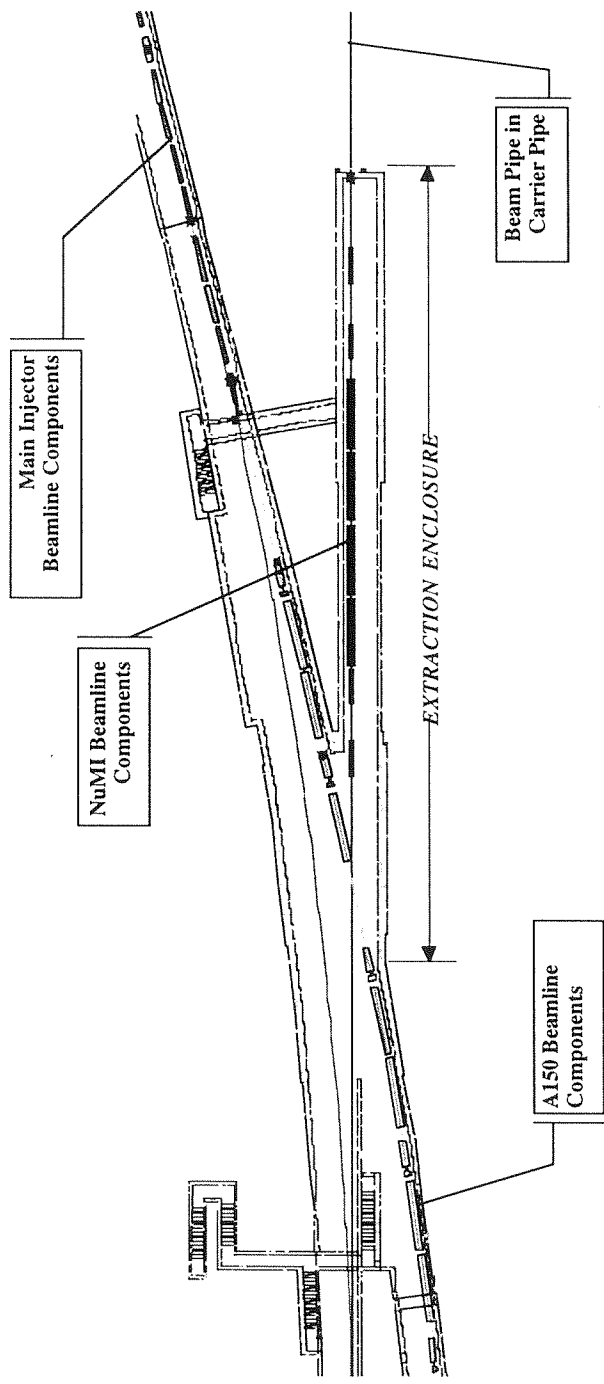 Main Injector
Beamline Components
NuMI Beamline
Components
Beam Pipe in
Carrier Pipe
EXTRACTION ENCLOSURE
A150 Beamline
Components